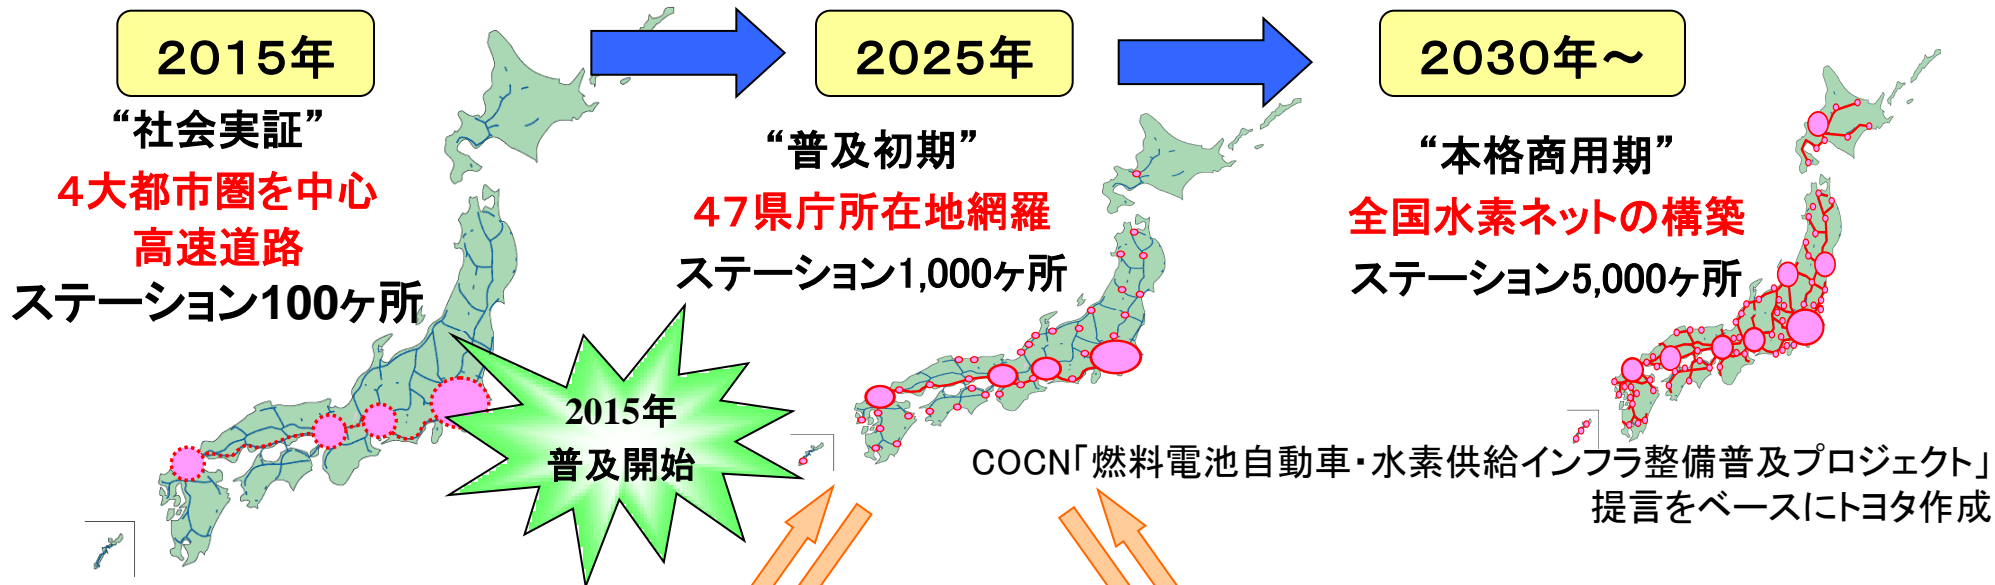 2015年
“社会実証”
4大都市圏を中心
高速道路
ステーション100ヶ所
2015年
普及開始
2025年
“普及初期”
47県庁所在地網羅
ステーション1,000ヶ所
2030年～
“本格商用期”
全国水素ネットの構築
ステーション5,000ヶ所
COCN｢燃料電池自動車・水素供給インフラ整備普及プロジェクト｣
提言をベースにトヨタ作成